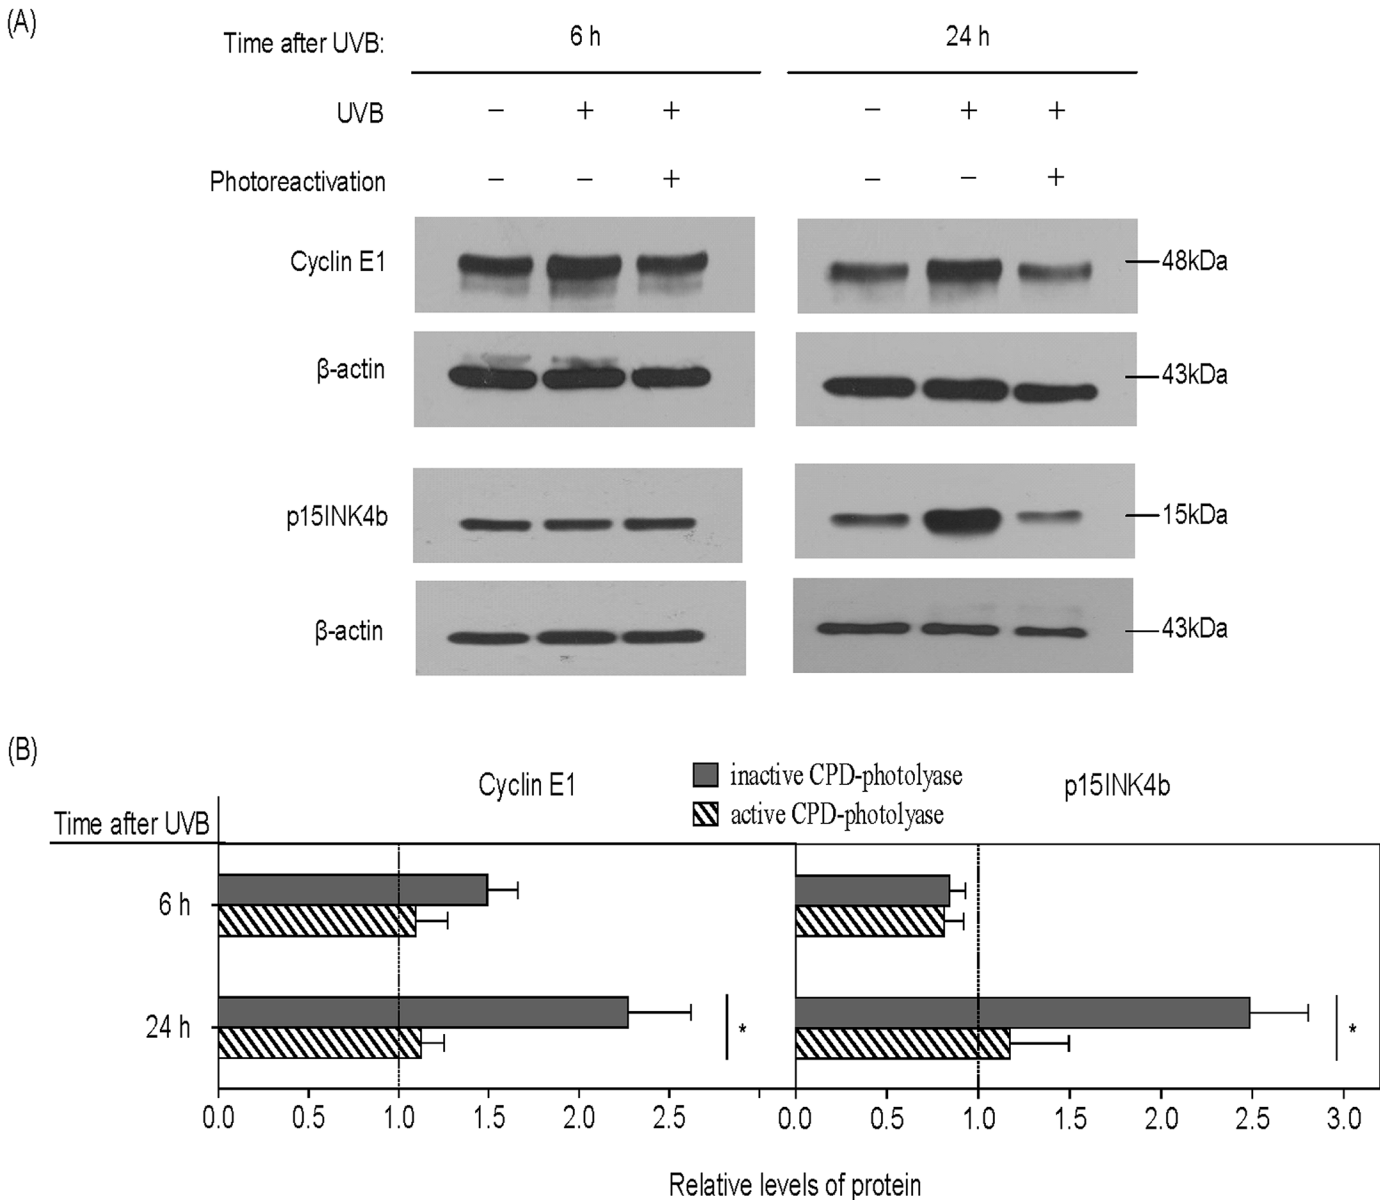 (A)
Time after UVB: 6 h 24 h
UVB − + + − + +
Photoreactivation − − + − − +
Cyclin E1 48kDa
β-actin 43kDa
p15INK4b 15kDa
β-actin 43kDa
(B)
Cyclin E1 inactive CPD-photolyase p15INK4b
active CPD-photolyase
Time after UVB
6 h
24 h * *
0.0 0.5 1.0 1.5 2.0 2.5 0.0 0.5 1.0 1.5 2.0 2.5 3.0
Relative levels of protein